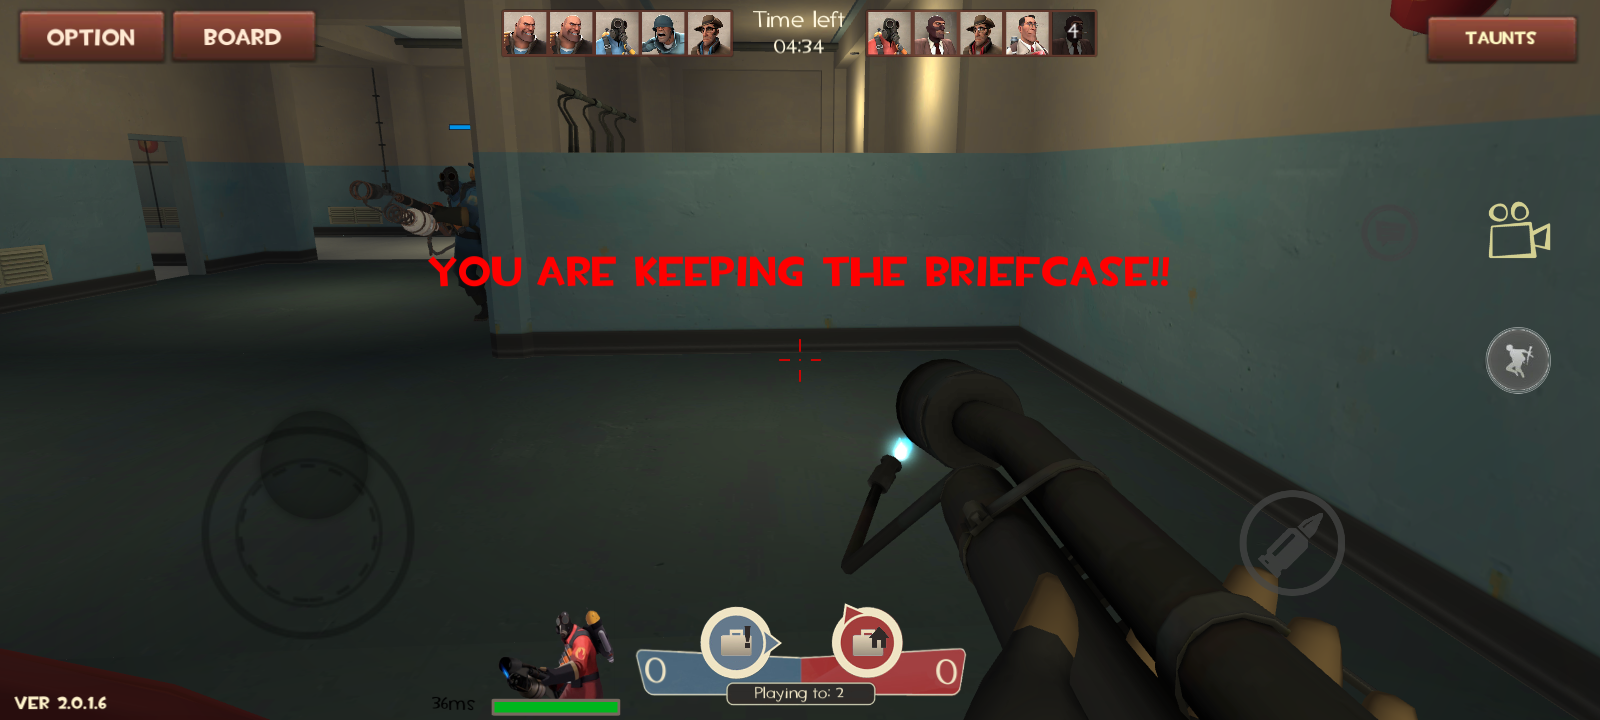 OPTION
BOARD
Time left
04:34
4
TAUNTS
YOU ARE KEEPING THE BRIEFCASE!!
0
0
Playing to: 2
36ms
VER 2.0.1.6